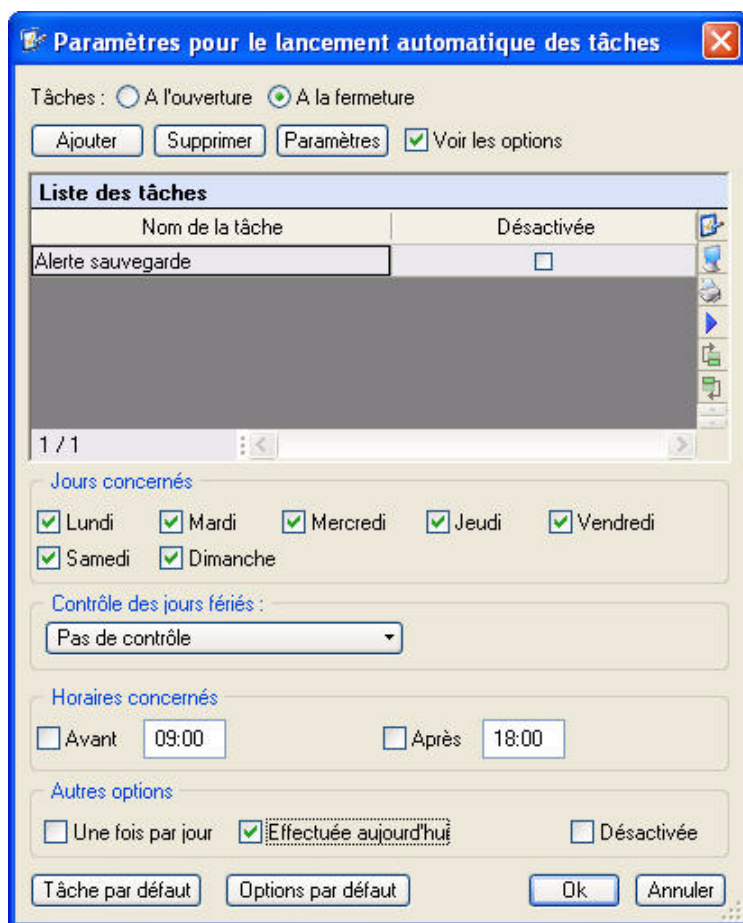 Paramètres pour le lancement automatique des tâches
Tâches : A l'ouverture A la fermeture
Ajouter Supprimer Paramètres Voir les options
Liste des tâches
Nom de la tâche Désactivée
Alerte sauvegarde
1 / 1
Jours concernés
Lundi Mardi Mercredi Jeudi Vendredi
Samedi Dimanche
Contrôle des jours fériés :
Pas de contrôle
Horaires concernés
Avant 09:00 Après 18:00
Autres options
Une fois par jour Effectuée aujourd'hui Désactivée
Tâche par défaut Options par défaut Ok Annuler